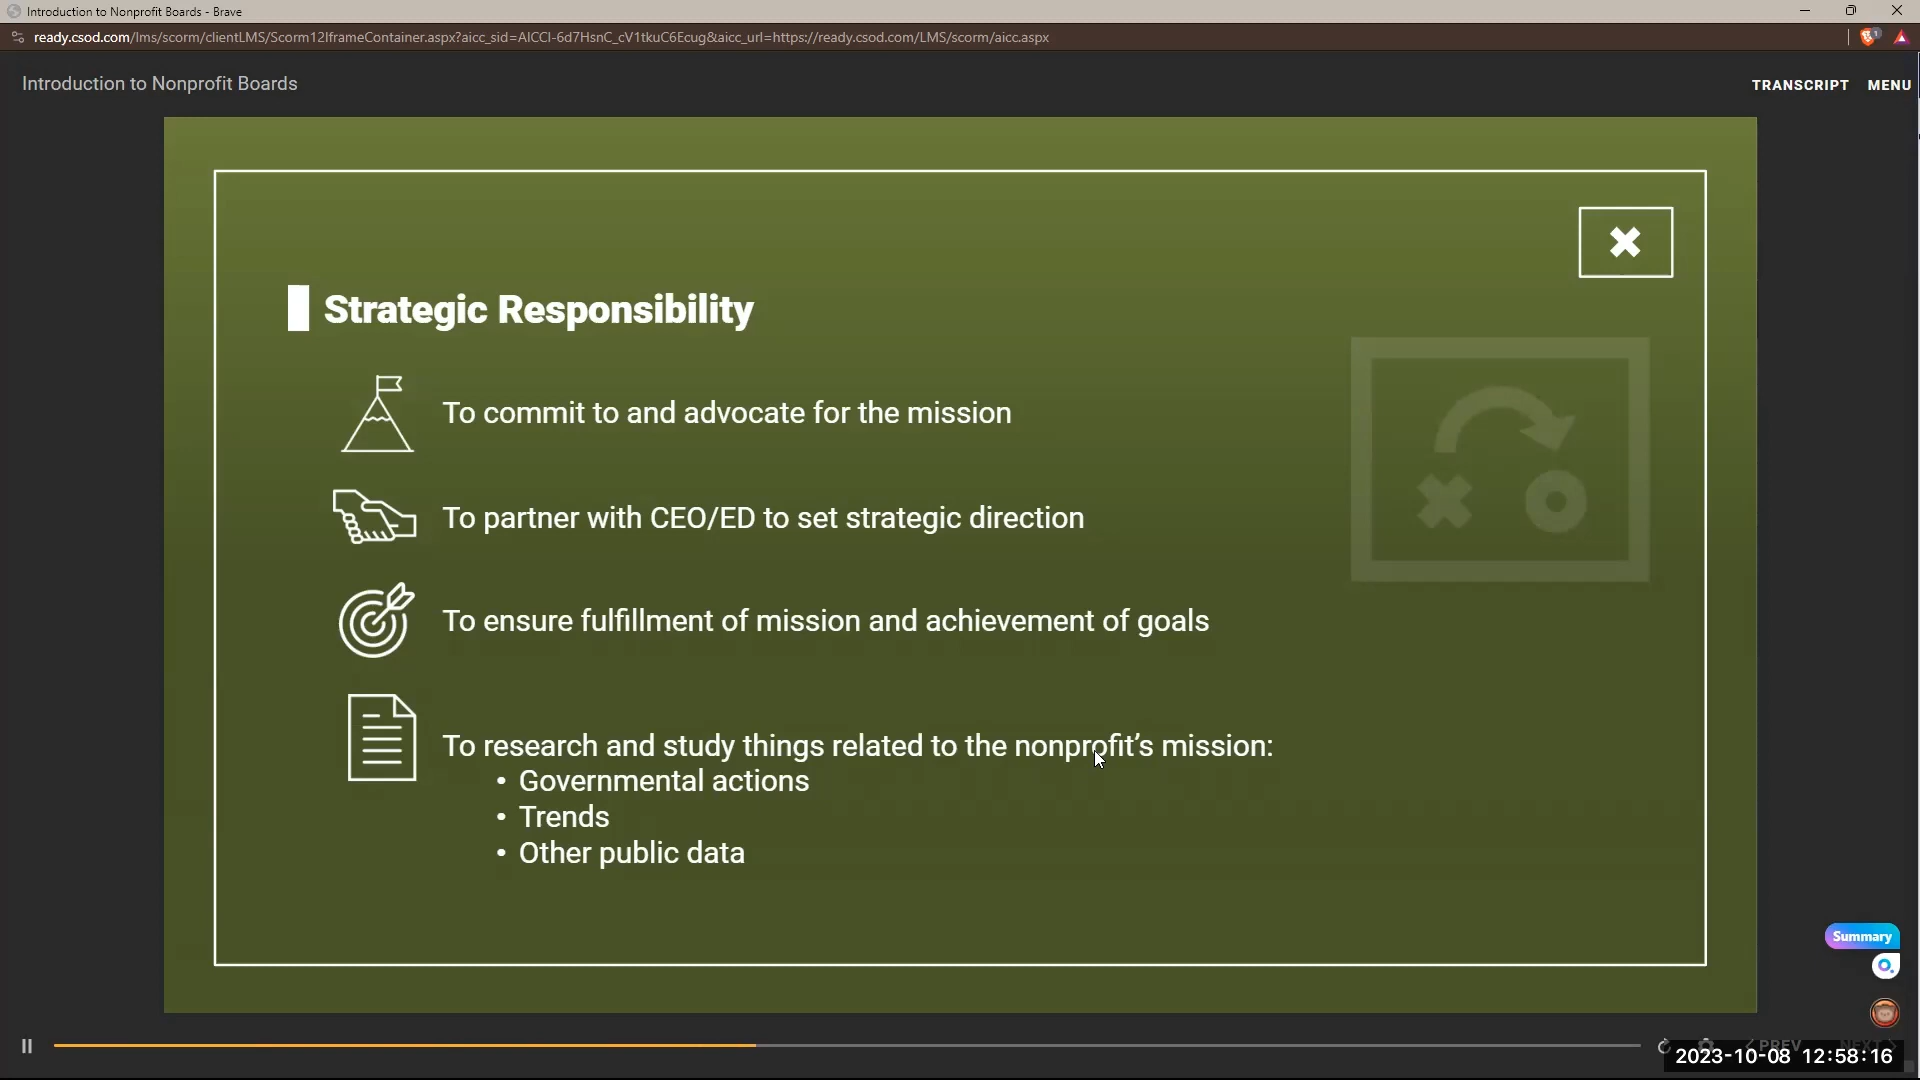 Introduction to Nonprofit Boards - Brave
ready.csod.com/lms/scorm/clientLMS/Scorm12IframeContainer.aspx?aicc_sid=AICCI-6d7HsnC_cV1tkuC6Ecug&aicc_url=https://ready.csod.com/LMS/scorm/aicc.aspx
Introduction to Nonprofit Boards
TRANSCRIPT MENU
Strategic Responsibility
To commit to and advocate for the mission
To partner with CEO/ED to set strategic direction
To ensure fulfillment of mission and achievement of goals
To research and study things related to the nonprofit’s mission:
• Governmental actions
• Trends
• Other public data
Summary
PREV NEXT
2023-10-08 12:58:16